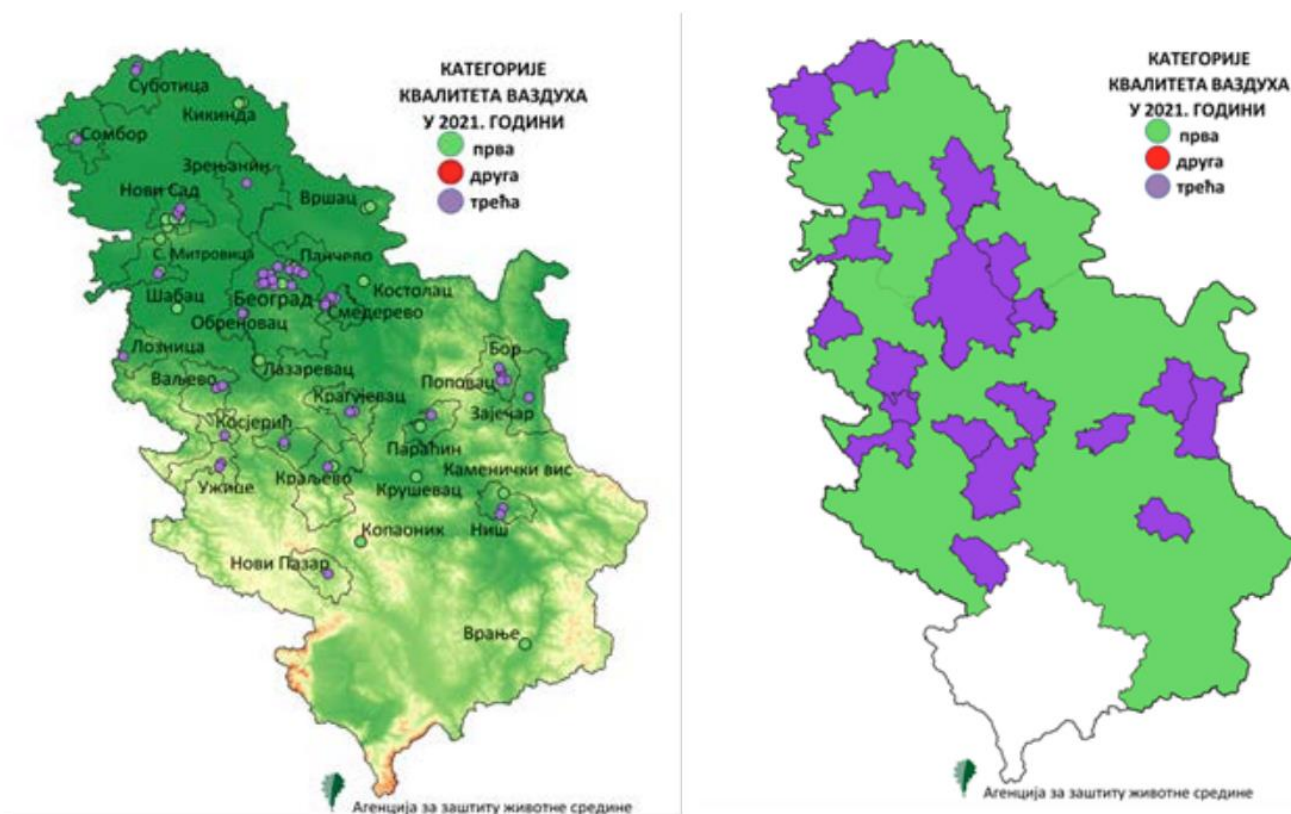 КАТЕГОРИЈЕ
КВАЛИТЕТА ВАЗДУХА
У 2021. ГОДИНИ
прва
друга
трећа
Суботица
Кикинда
Сомбор
Зрењанин
Нови Сад
Вршац
С. Митровица
Панчево
Костолац
Шабац
Београд
Смедерево
Обреновац
Лозница
Лазаревац
Бор
Ваљево
Поповац
Крагујевац
Зајечар
Косјерић
Параћин
Каменички вис
Краљево
Крушевац
Ужице
Ниш
Копаоник
Нови Пазар
Врање
Агенција за заштиту животне средине
КАТЕГОРИЈЕ
КВАЛИТЕТА ВАЗДУХА
У 2021. ГОДИНИ
прва
друга
трећа
Агенција за заштиту животне средине